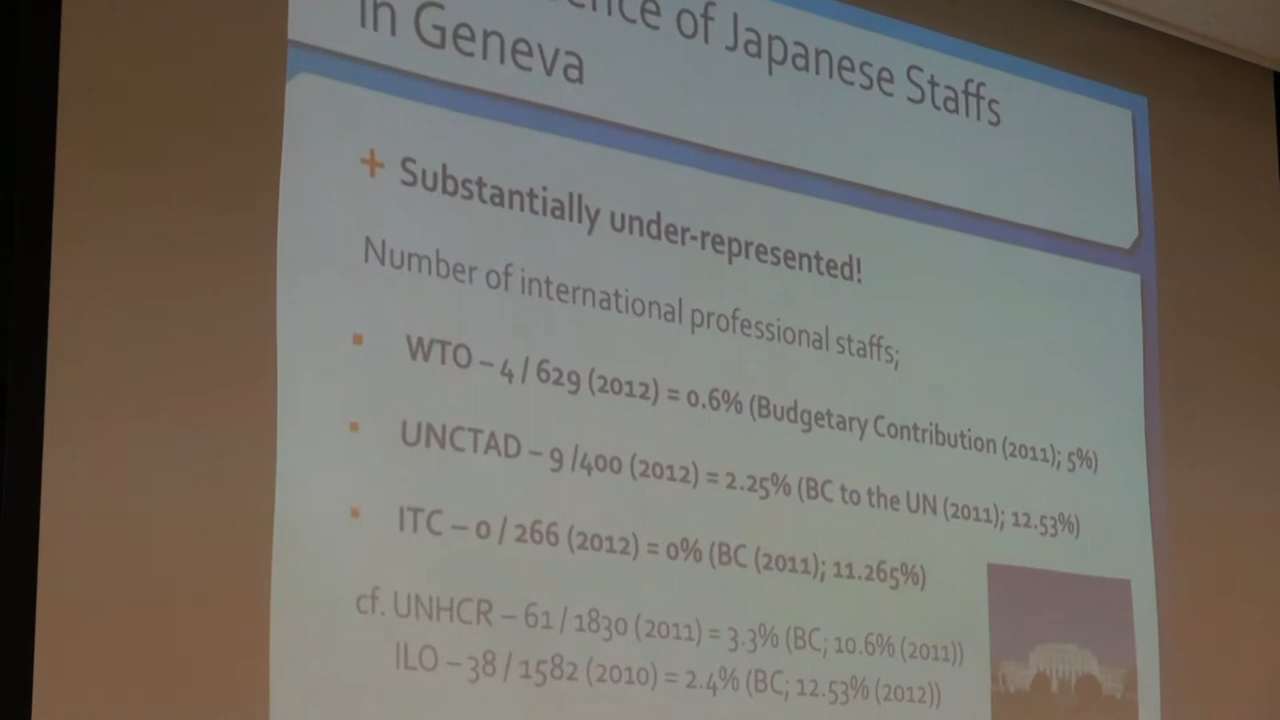 of Japanese Staffs
in Geneva
+ Substantially under-represented!
Number of international professional staffs;
▪ WTO – 4 / 629 (2012) = 0.6% (Budgetary Contribution (2011); 5%)
▪ UNCTAD – 9 /400 (2012) = 2.25% (BC to the UN (2011); 12.53%)
▪ ITC – 0 / 266 (2012) = 0% (BC (2011); 11.265%)
cf. UNHCR – 61 / 1830 (2011) = 3.3% (BC; 10.6% (2011))
ILO – 38 / 1582 (2010) = 2.4% (BC; 12.53% (2012))